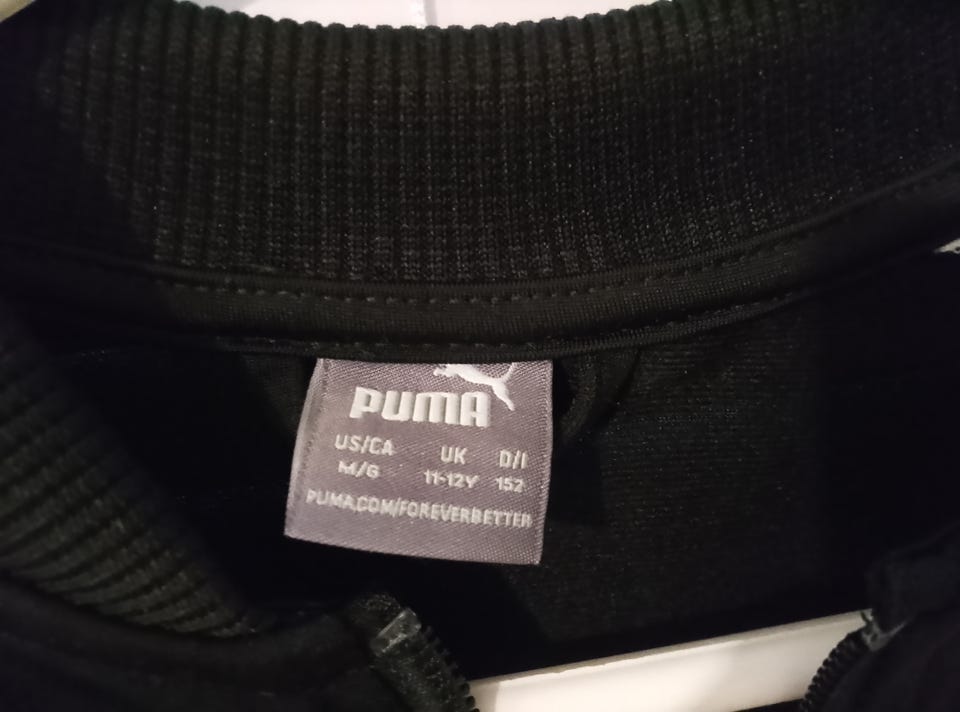 PUMA
US/CA UK D/I
M/G 11-12Y 152
PUMA.COM/FOREVERBETTER